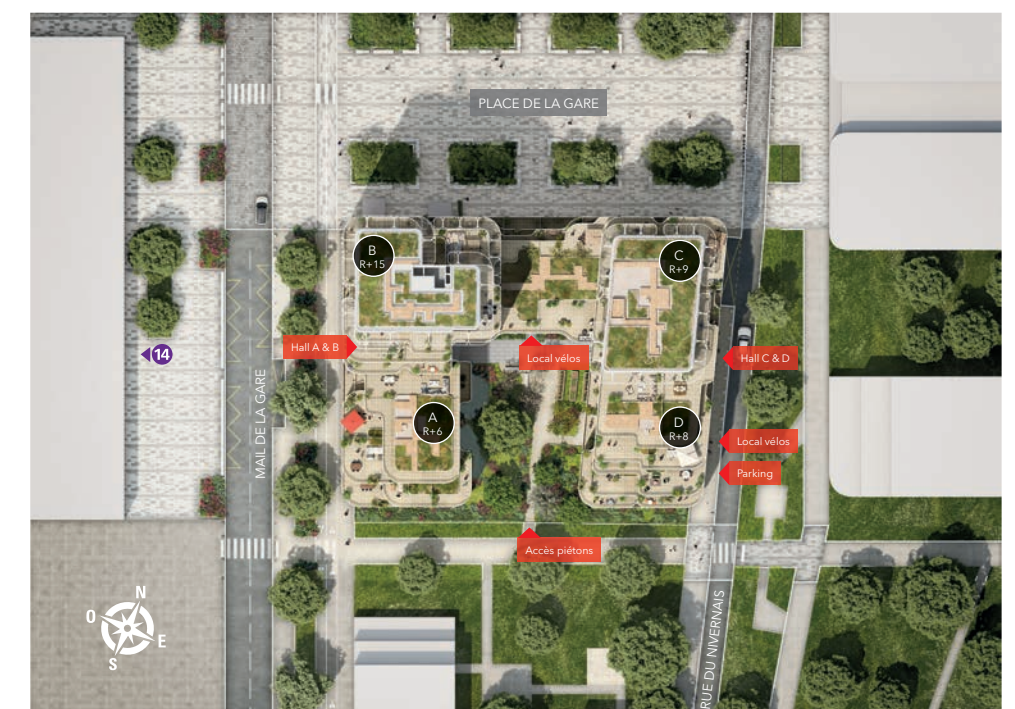 PLACE DE LA GARE
B
R+15
C
R+9
Hall A & B
Local vélos
Hall C & D
14
MAIL DE LA GARE
A
R+6
D
R+8
Local vélos
Parking
Accès piétons
N
O
E
S
RUE DU NIVERNAIS